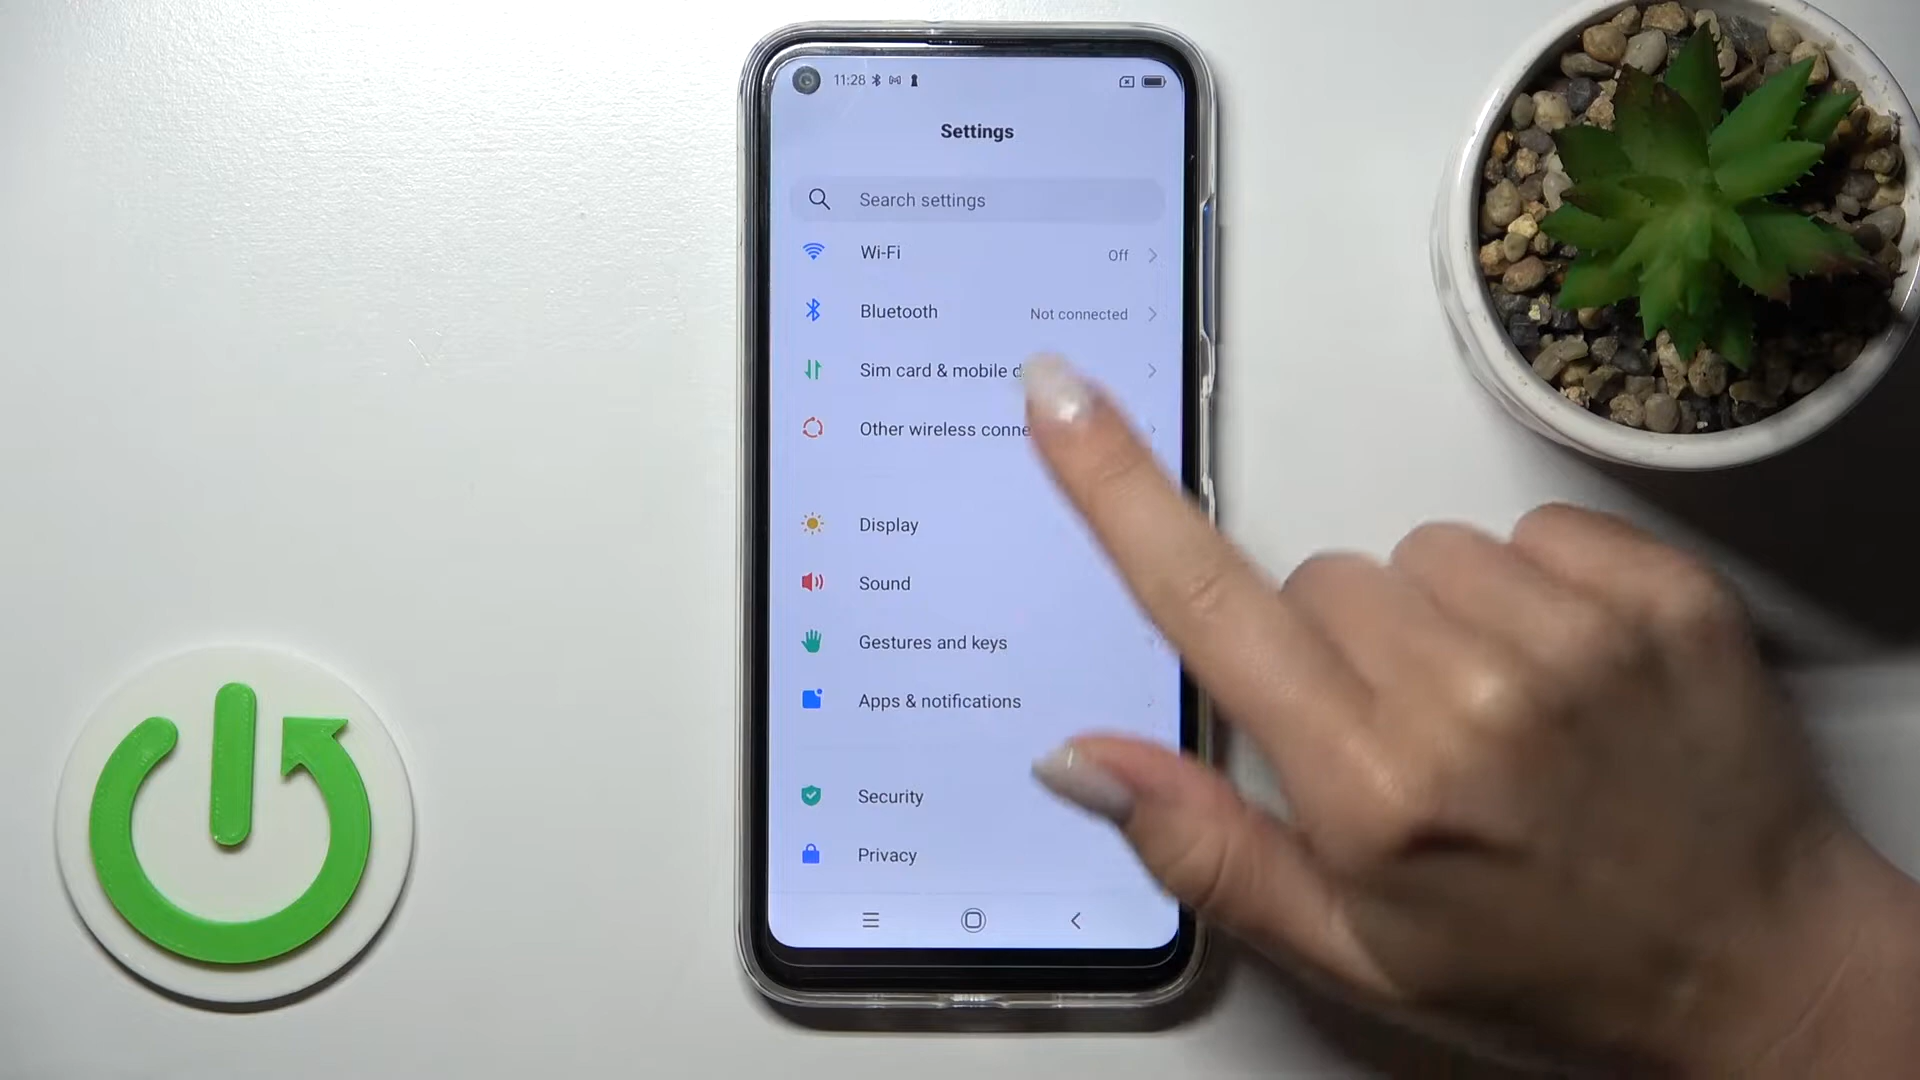 11:28
Settings
Search settings
Wi-Fi Off
Bluetooth Not connected
Sim card & mobile
Other wireless
Display
Sound
Gestures and keys
Apps & notifications
Security
Privacy